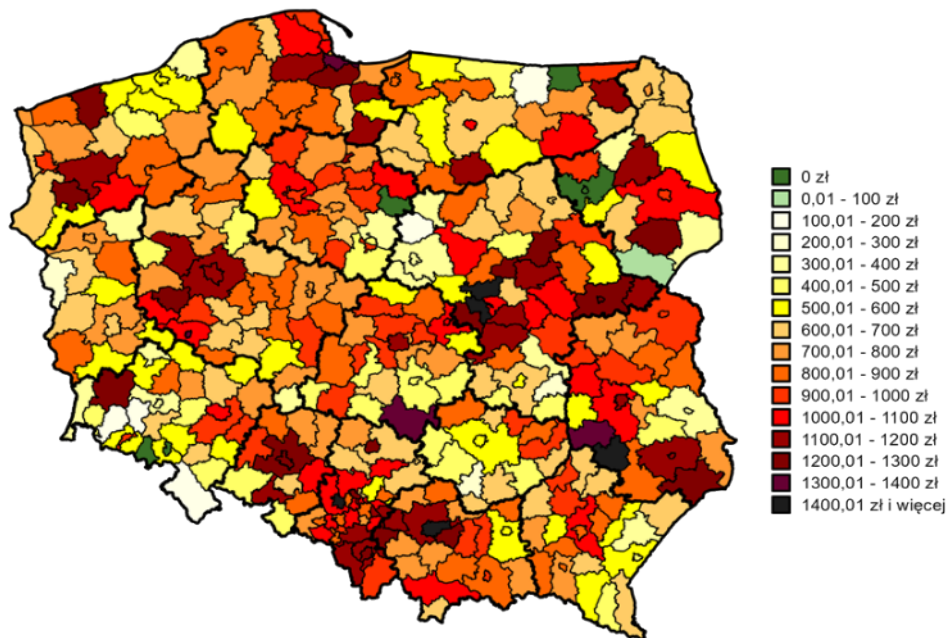 0 zł
0,01 - 100 zł
100,01 - 200 zł
200,01 - 300 zł
300,01 - 400 zł
400,01 - 500 zł
500,01 - 600 zł
600,01 - 700 zł
700,01 - 800 zł
800,01 - 900 zł
900,01 - 1000 zł
1000,01 - 1100 zł
1100,01 - 1200 zł
1200,01 - 1300 zł
1300,01 - 1400 zł
1400,01 zł i więcej